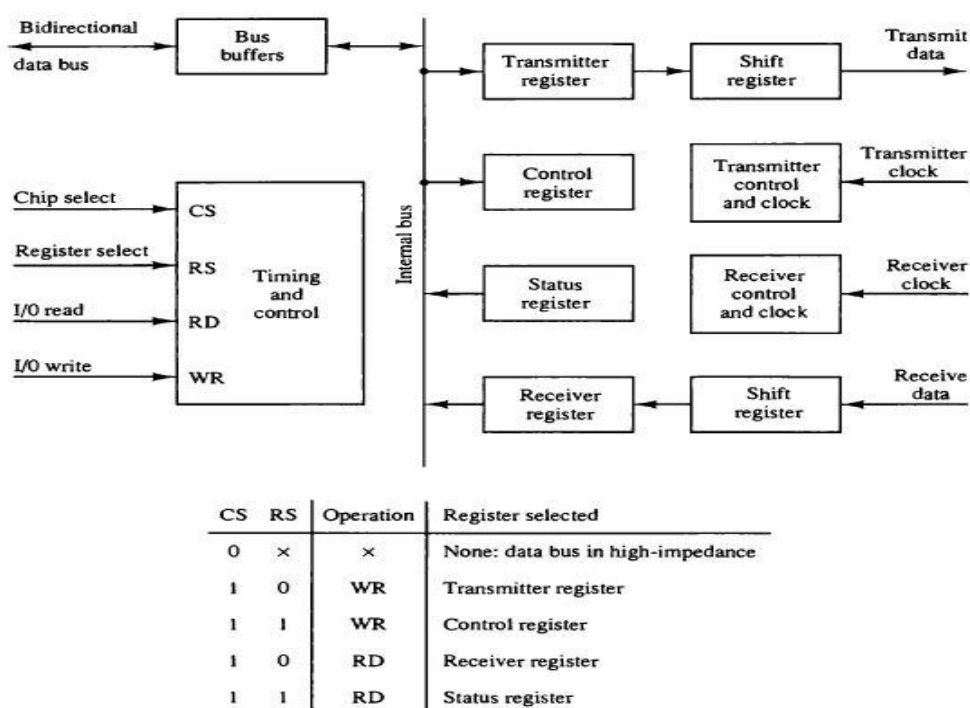 Bidirectional
data bus
Bus
buffers
Transmitter
register
Shift
register
Transmit
data
Internal bus
Control
register
Transmitter
control
and clock
Transmitter
clock
Chip select
CS
Register select
RS
Timing
and
control
I/0 read
RD
I/0 write
WR
Status
register
Receiver
control
and clock
Receiver
clock
Receiver
register
Shift
register
Receive
data
CS RS Operation Register selected
0 × × None: data bus in high-impedance
1 0 WR Transmitter register
1 1 WR Control register
1 0 RD Receiver register
1 1 RD Status register